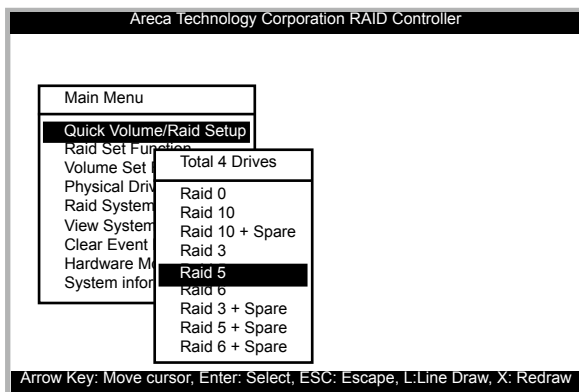 Areca Technology Corporation RAID Controller
Main Menu
Quick Volume/Raid Setup
Raid Set Function
Volume Set
Physical Driv
Raid System
View System
Clear Event
Hardware Mo
System infor
Total 4 Drives
Raid 0
Raid 10
Raid 10 + Spare
Raid 3
Raid 5
Raid 6
Raid 3 + Spare
Raid 5 + Spare
Raid 6 + Spare
Arrow Key: Move cursor, Enter: Select, ESC: Escape, L:Line Draw, X: Redraw